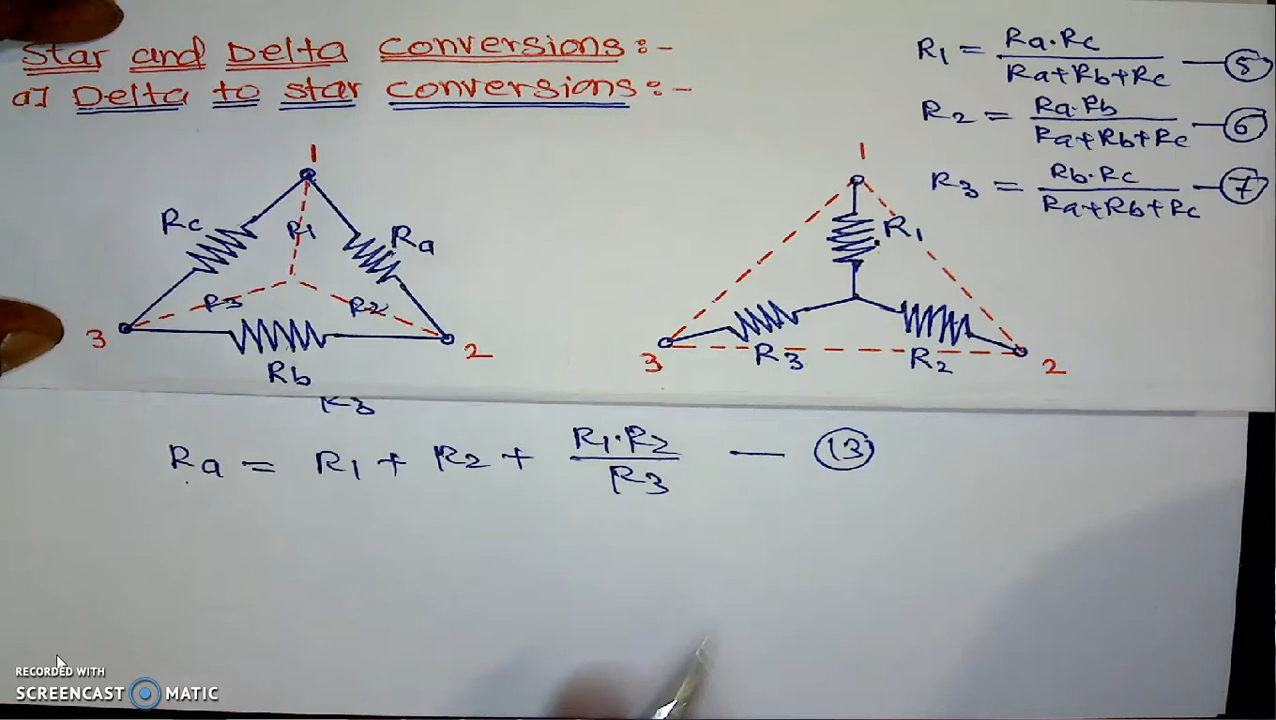 Star and Delta Conversions:-
a] Delta to star conversions:-
R1 = Ra.Rc / Ra+Rb+Rc — 5
R2 = Ra.Rb / Ra+Rb+Rc — 6
R3 = Rb.Rc / Ra+Rb+Rc — 7
1
Rc
R1
Ra
R3
R2
3
2
Rb
1
R1
3
R3
R2
2
R3
Ra = R1 + R2 + R1.R2 / R3 — 13
RECORDED WITH
SCREENCAST MATIC